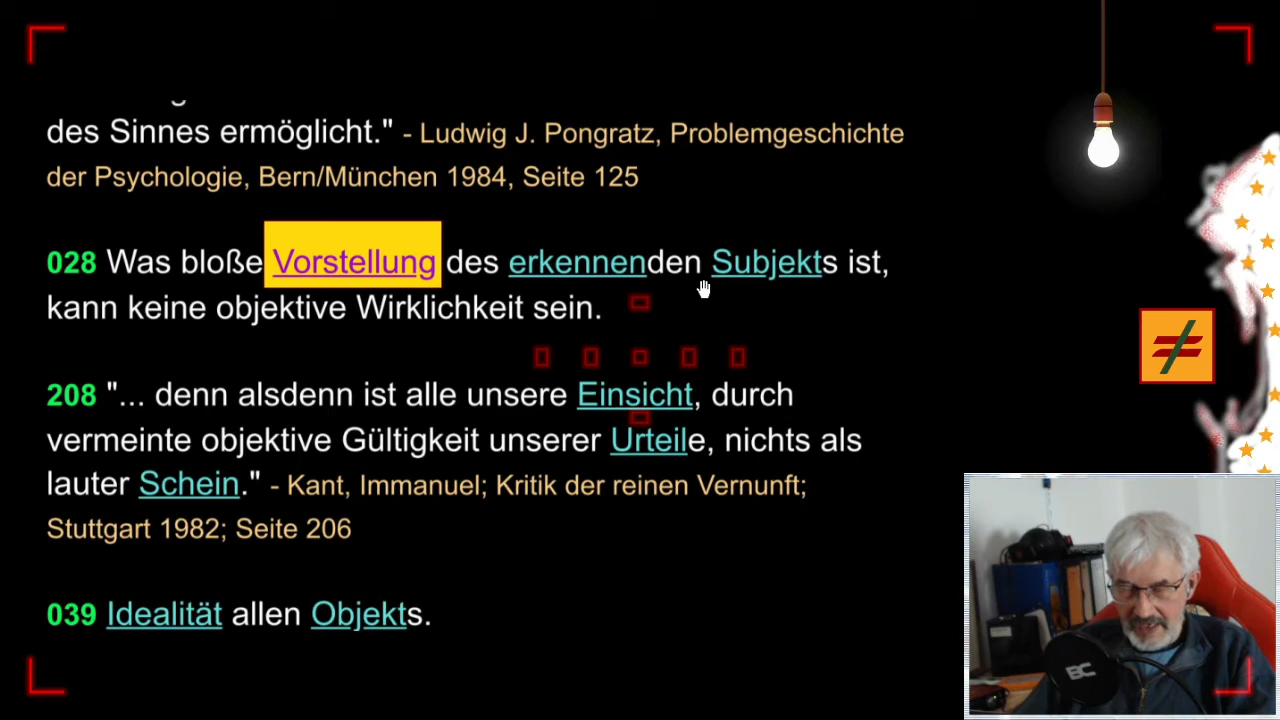 des Sinnes ermöglicht." - Ludwig J. Pongratz, Problemgeschichte
der Psychologie, Bern/München 1984, Seite 125
028 Was bloße Vorstellung des erkennenden Subjekts ist,
kann keine objektive Wirklichkeit sein.
208 "... denn alsdenn ist alle unsere Einsicht, durch
vermeinte objektive Gültigkeit unserer Urteile, nichts als
lauter Schein." - Kant, Immanuel; Kritik der reinen Vernunft;
Stuttgart 1982; Seite 206
039 Idealität allen Objekts.
≠
BC